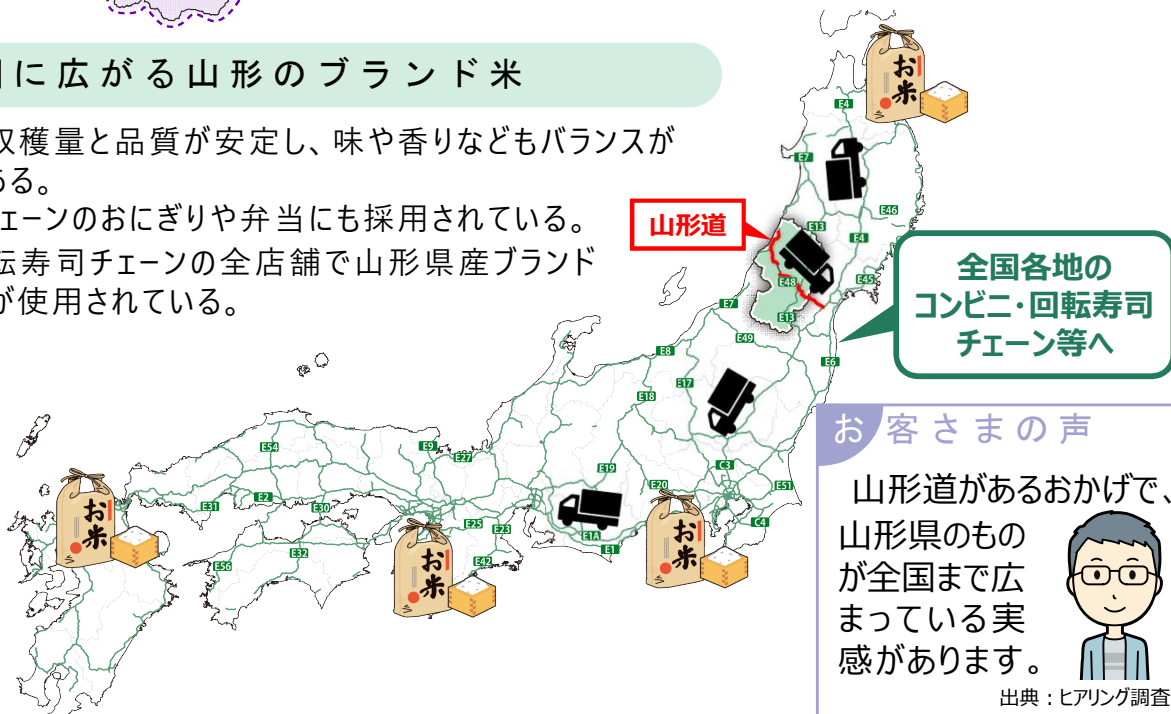 に広がる山形のブランド米
収穫量と品質が安定し、味や香りなどもバランスが
ある。
ェーンのおにぎりや弁当にも採用されている。
転寿司チェーンの全店舗で山形県産ブランド
が使用されている。
山形道
全国各地の
コンビニ・回転寿司
チェーン等へ
お米
お米
お米
お米
E4
E7
E46
E13
E4
E48
E45
E7
E13
E49
E8
E6
E17
E18
E54
E9
E27
E19
E20
C3
E51
E31
E2
E30
E25
E23
C4
E1A
E1
E32
E56
E42
お客さまの声
山形道があるおかげで、
山形県のもの
が全国まで広
まっている実
感があります。
出典：ヒアリング調査